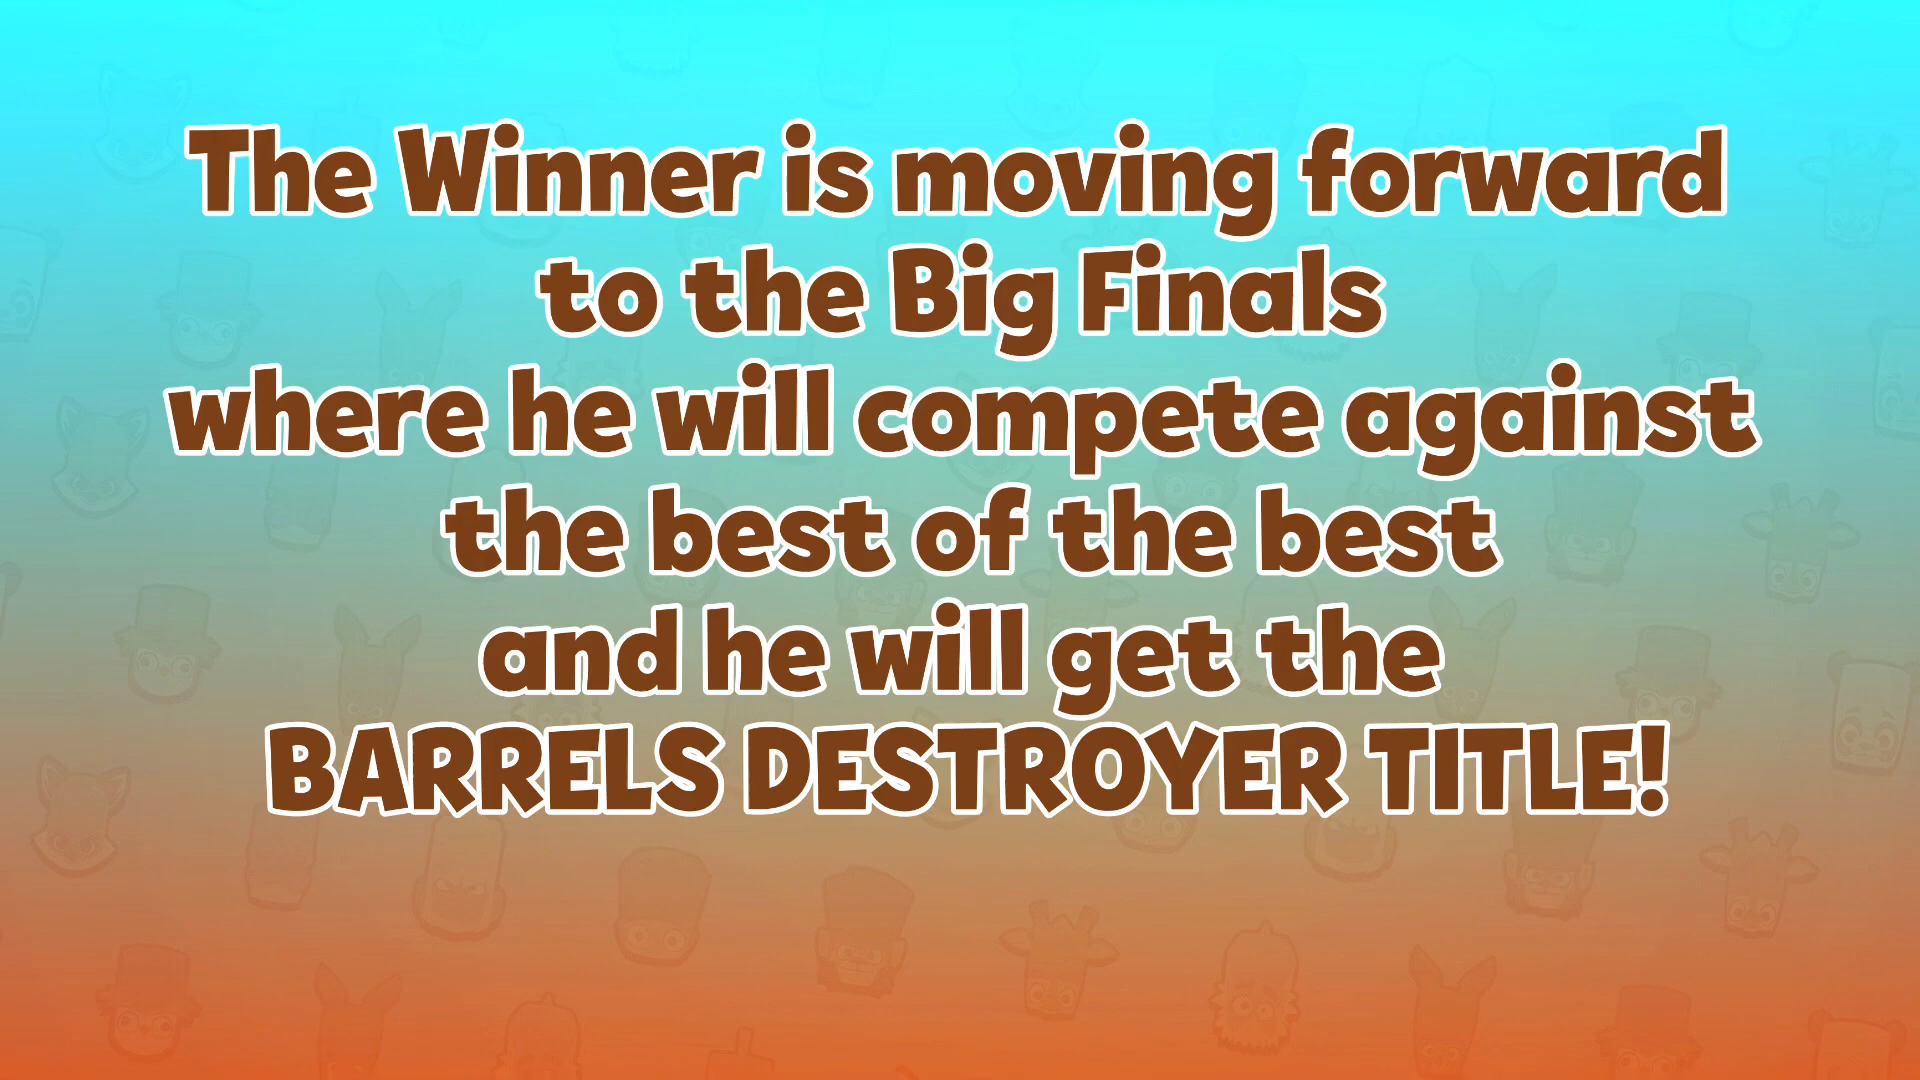 The Winner is moving forward
to the Big Finals
where he will compete against
the best of the best
and he will get the
BARRELS DESTROYER TITLE!